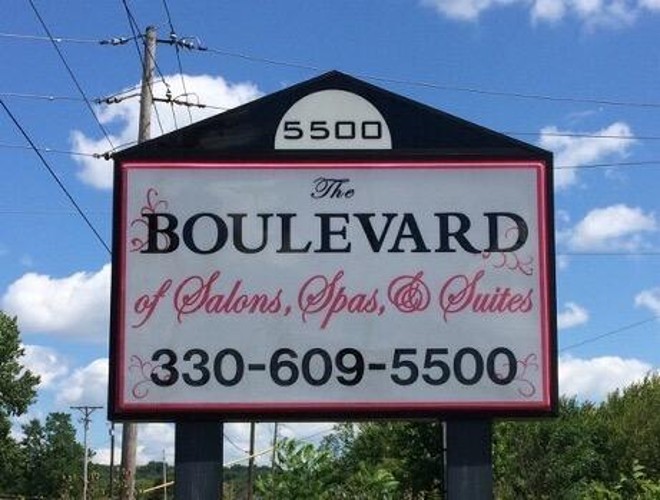 5500
The
BOULEVARD
of Salons, Spas, & Suites
330-609-5500